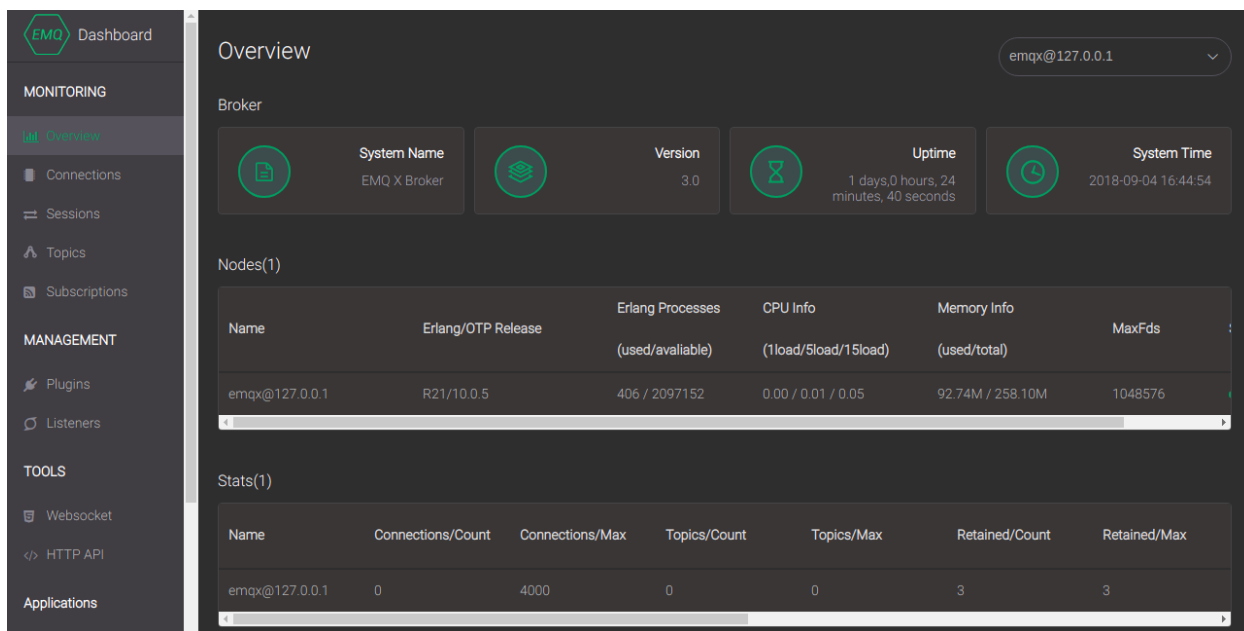 EMQ Dashboard
MONITORING
Overview
Connections
Sessions
Topics
Subscriptions
MANAGEMENT
Plugins
Listeners
TOOLS
Websocket
</> HTTP API
Applications
Overview
emqx@127.0.0.1
Broker
System Name
EMQ X Broker
Version
3.0
Uptime
1 days,0 hours, 24
minutes, 40 seconds
System Time
2018-09-04 16:44:54
Nodes(1)
Name Erlang/OTP Release Erlang Processes (used/avaliable) CPU Info (1load/5load/15load) Memory Info (used/total) MaxFds
emqx@127.0.0.1 R21/10.0.5 406 / 2097152 0.00 / 0.01 / 0.05 92.74M / 258.10M 1048576
Stats(1)
Name Connections/Count Connections/Max Topics/Count Topics/Max Retained/Count Retained/Max
emqx@127.0.0.1 0 4000 0 0 3 3